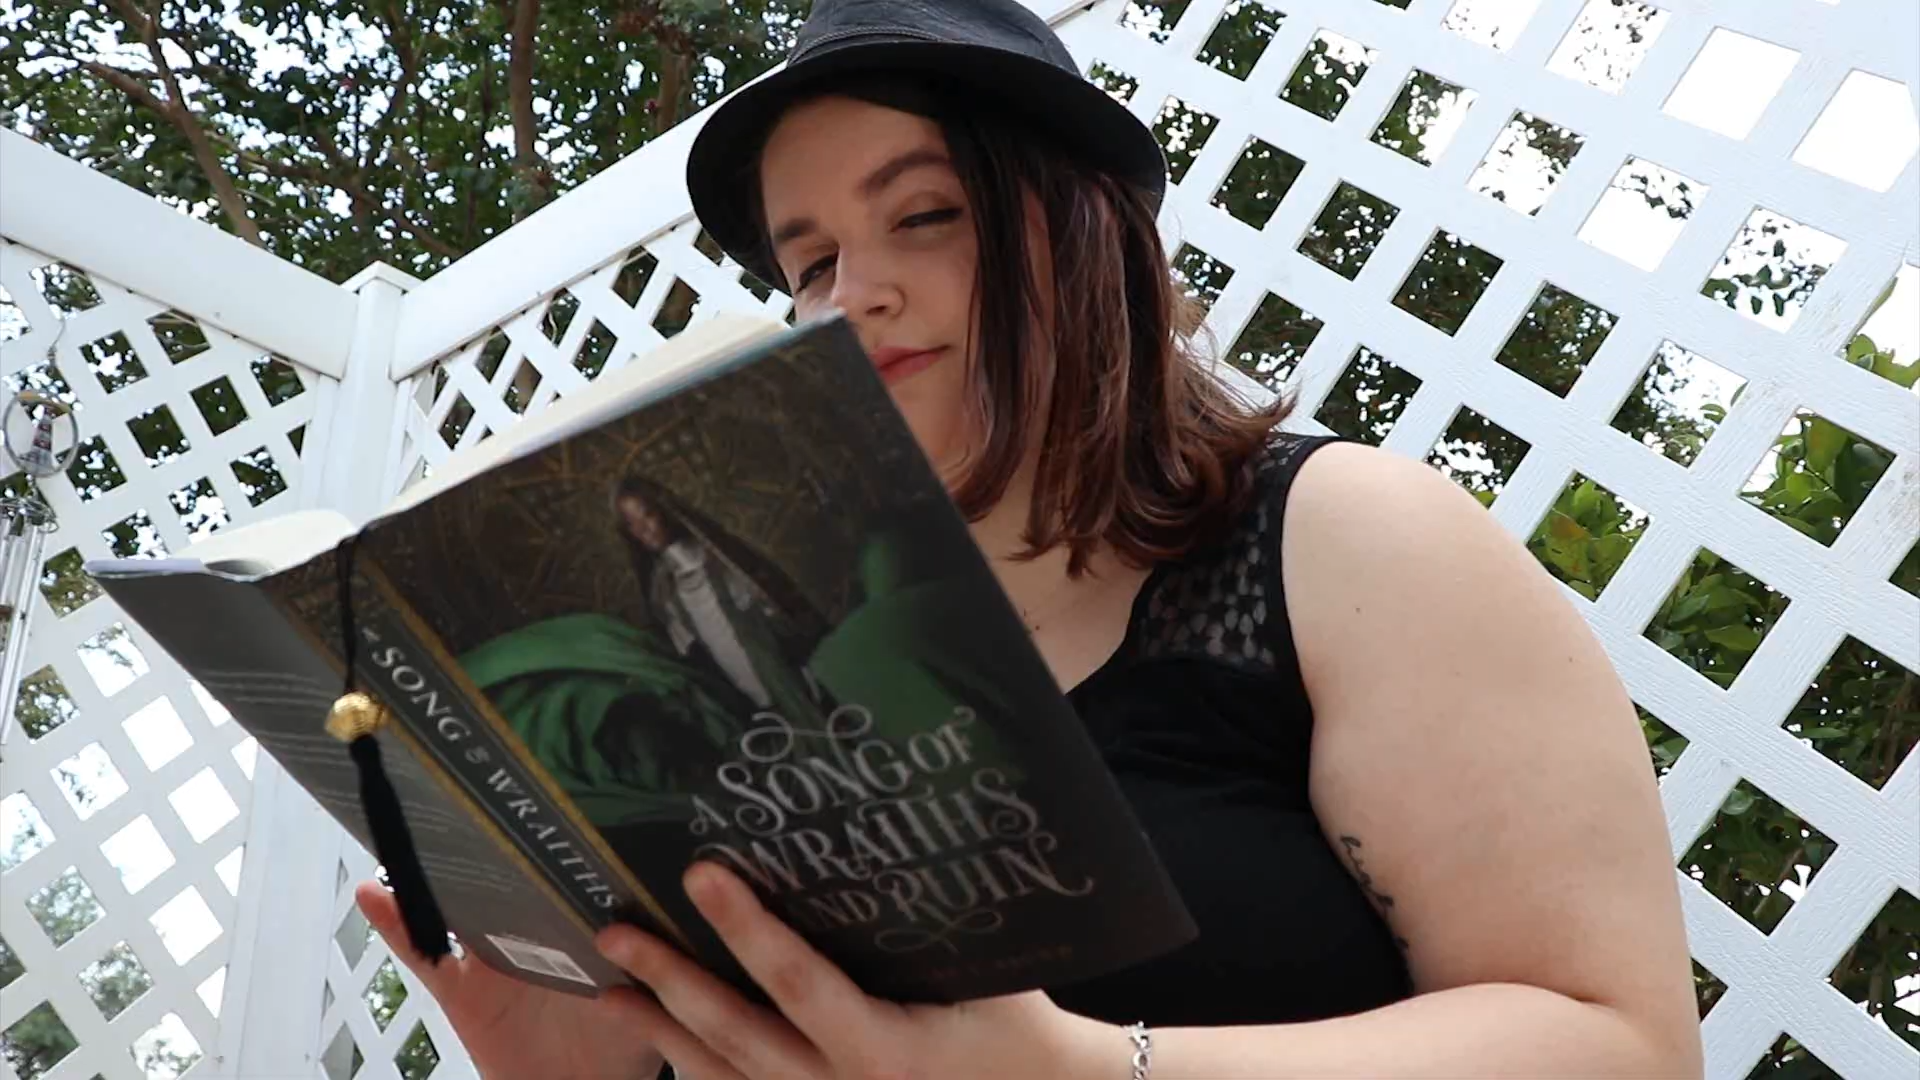 A SONG OF WRAITHS
A
SONG OF
WRAITHS
AND RUIN